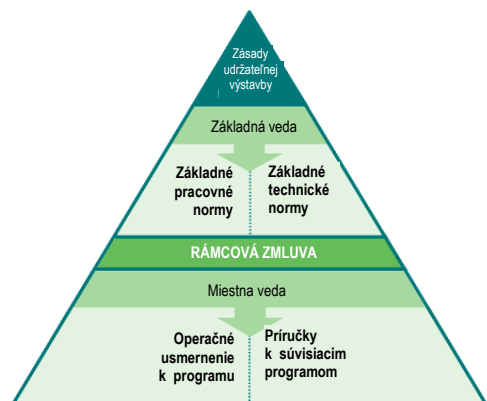 Zásady
udržateľnej
výstavby
Základná veda
Základné
pracovné
normy
Základné
technické
normy
RÁMCOVÁ ZMLUVA
Miestna veda
Operačné
usmernenie
k programu
Príručky
k súvisiacim
programom